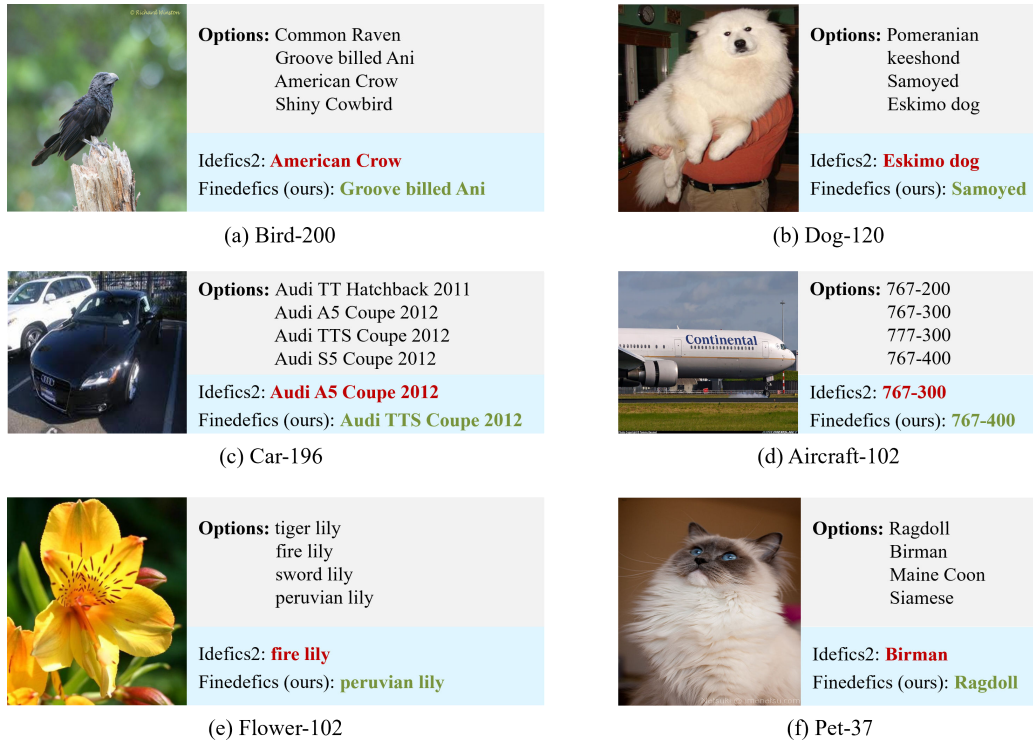 © Richard Winston
Options: Common Raven
Groove billed Ani
American Crow
Shiny Cowbird
Idefics2: American Crow
Finedefics (ours): Groove billed Ani
(a) Bird-200
Options: Pomeranian
keeshond
Samoyed
Eskimo dog
Idefics2: Eskimo dog
Finedefics (ours): Samoyed
(b) Dog-120
Options: Audi TT Hatchback 2011
Audi A5 Coupe 2012
Audi TTS Coupe 2012
Audi S5 Coupe 2012
Idefics2: Audi A5 Coupe 2012
Finedefics (ours): Audi TTS Coupe 2012
(c) Car-196
Continental
Options: 767-200
767-300
777-300
767-400
Idefics2: 767-300
Finedefics (ours): 767-400
(d) Aircraft-102
Options: tiger lily
fire lily
sword lily
peruvian lily
Idefics2: fire lily
Finedefics (ours): peruvian lily
(e) Flower-102
Options: Ragdoll
Birman
Maine Coon
Siamese
Idefics2: Birman
Finedefics (ours): Ragdoll
(f) Pet-37